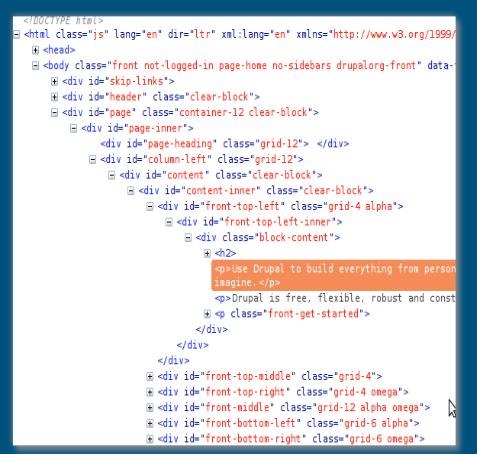 <!DOCTYPE html>
<html class="js" lang="en" dir="ltr" xml:lang="en" xmlns="http://www.w3.org/1999/
<head>
<body class="front not-logged-in page-home no-sidebars drupalorg-front" data-
<div id="skip-links">
<div id="header" class="clear-block">
<div id="page" class="container-12 clear-block">
<div id="page-inner">
<div id="page-heading" class="grid-12"> </div>
<div id="column-left" class="grid-12">
<div id="content" class="clear-block">
<div id="content-inner" class="clear-block">
<div id="front-top-left" class="grid-4 alpha">
<div id="front-top-left-inner">
<div class="block-content">
<h2>
<p>Use Drupal to build everything from person
imagine.</p>
<p>Drupal is free, flexible, robust and const
<p class="front-get-started">
</div>
</div>
</div>
<div id="front-top-middle" class="grid-4">
<div id="front-top-right" class="grid-4 omega">
<div id="front-middle" class="grid-12 alpha omega">
<div id="front-bottom-left" class="grid-6 alpha">
<div id="front-bottom-right" class="grid-6 omega">